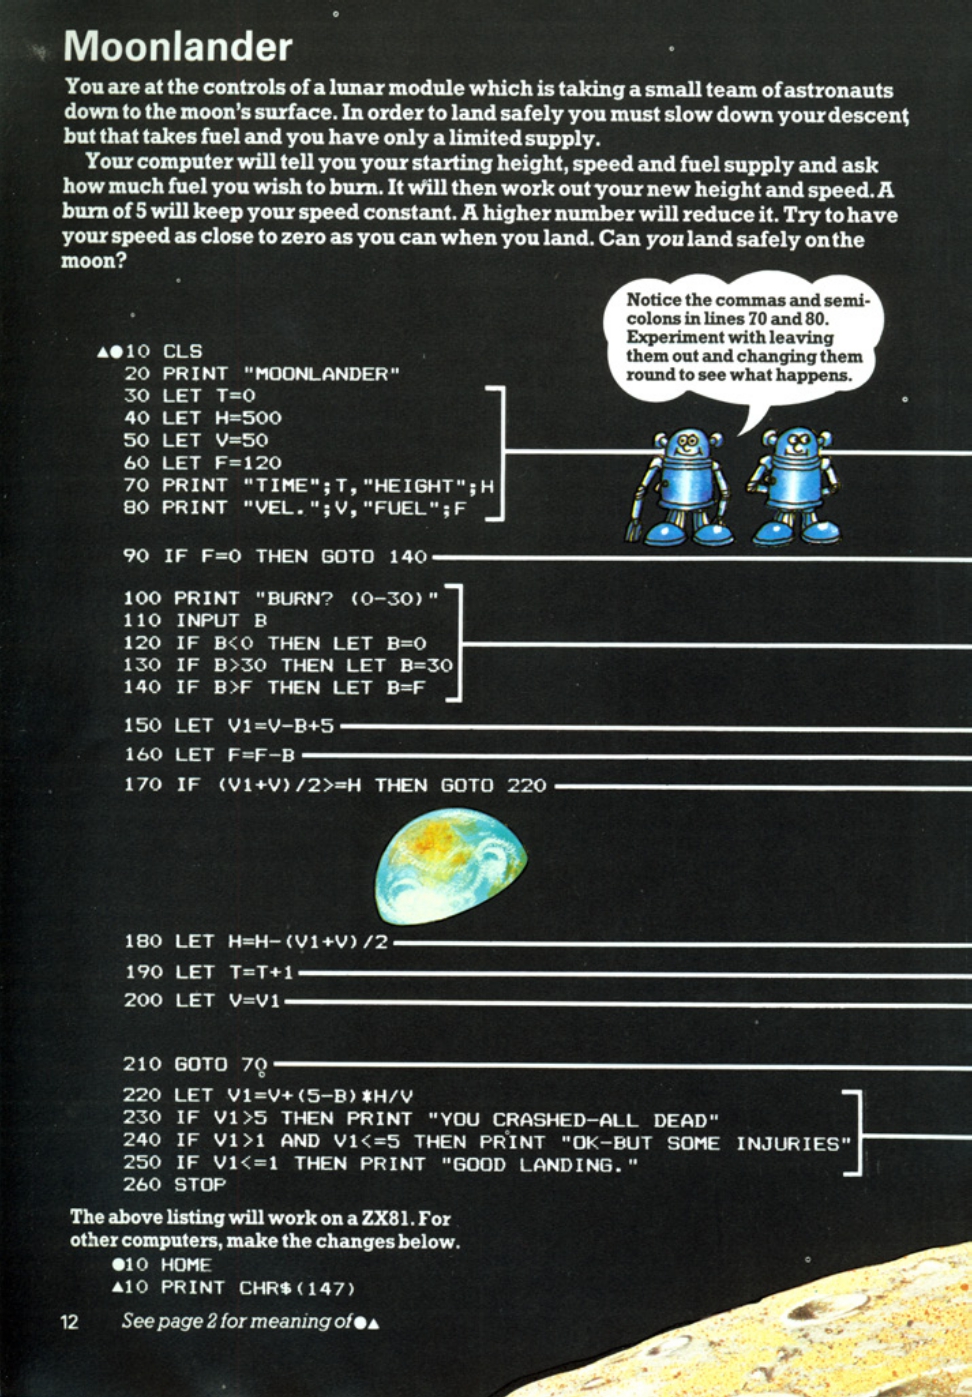 Moonlander
You are at the controls of a lunar module which is taking a small team of astronauts
down to the moon's surface. In order to land safely you must slow down your descent,
but that takes fuel and you have only a limited supply.
Your computer will tell you your starting height, speed and fuel supply and ask
how much fuel you wish to burn. It will then work out your new height and speed. A
burn of 5 will keep your speed constant. A higher number will reduce it. Try to have
your speed as close to zero as you can when you land. Can you land safely on the
moon?
Notice the commas and semi-
colons in lines 70 and 80.
Experiment with leaving
them out and changing them
round to see what happens.
▲●10 CLS
20 PRINT "MOONLANDER"
30 LET T=0
40 LET H=500
50 LET V=50
60 LET F=120
70 PRINT "TIME";T,"HEIGHT";H
80 PRINT "VEL.";V,"FUEL";F
90 IF F=0 THEN GOTO 140
100 PRINT "BURN? (0-30)"
110 INPUT B
120 IF B<0 THEN LET B=0
130 IF B>30 THEN LET B=30
140 IF B>F THEN LET B=F
150 LET V1=V-B+5
160 LET F=F-B
170 IF (V1+V)/2>=H THEN GOTO 220
180 LET H=H-(V1+V)/2
190 LET T=T+1
200 LET V=V1
210 GOTO 70
220 LET V1=V+(5-B)*H/V
230 IF V1>5 THEN PRINT "YOU CRASHED-ALL DEAD"
240 IF V1>1 AND V1<=5 THEN PRINT "OK-BUT SOME INJURIES"
250 IF V1<=1 THEN PRINT "GOOD LANDING."
260 STOP
The above listing will work on a ZX81. For
other computers, make the changes below.
●10 HOME
▲10 PRINT CHR$(147)
12 See page 2 for meaning of ●▲